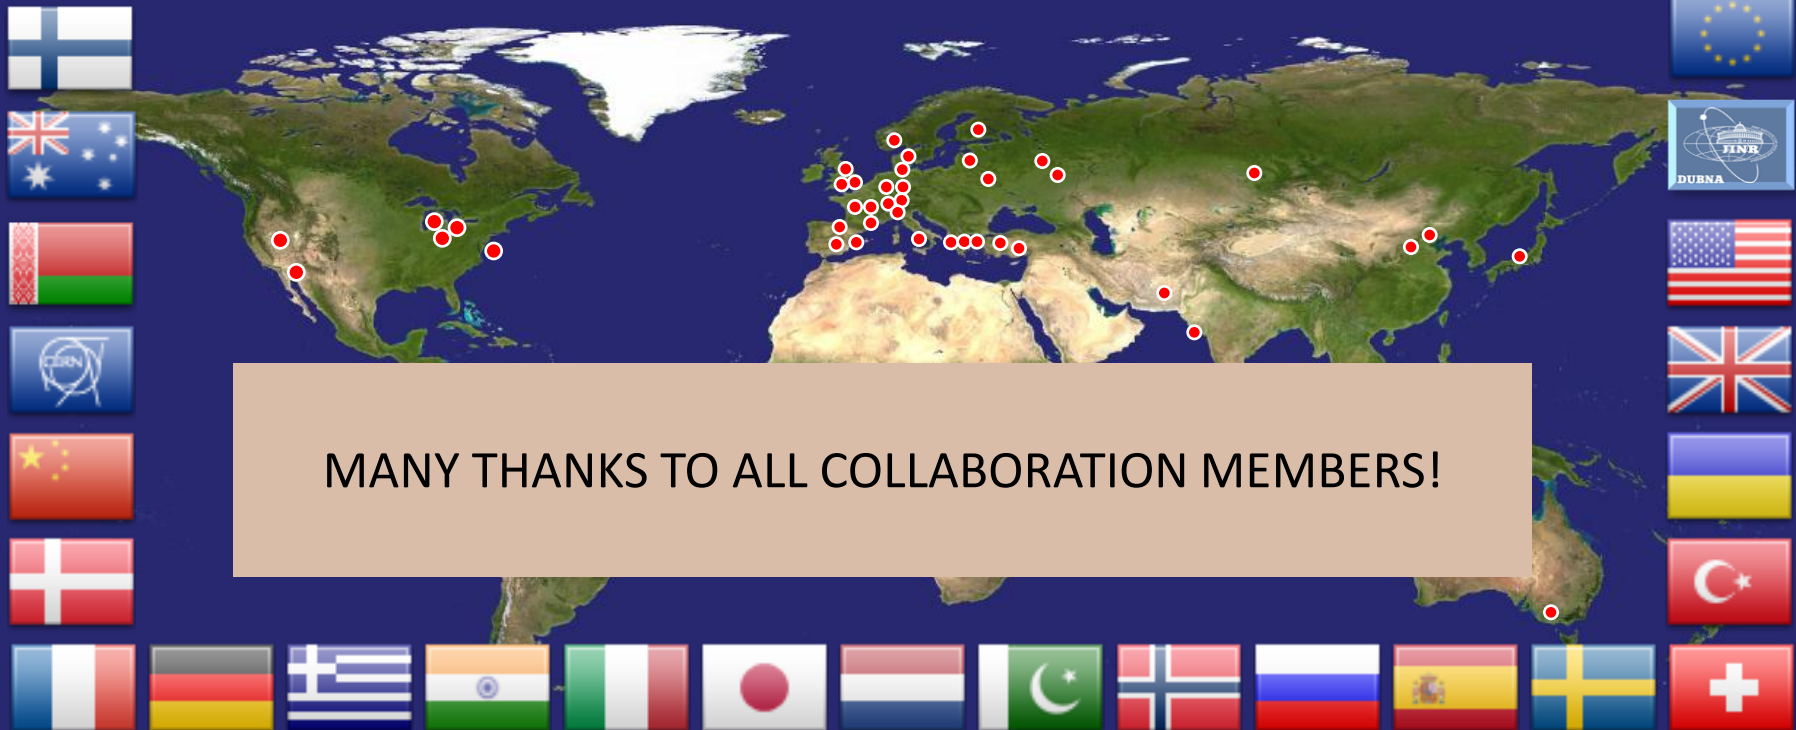 CERN
JINR
DUBNA
MANY THANKS TO ALL COLLABORATION MEMBERS!